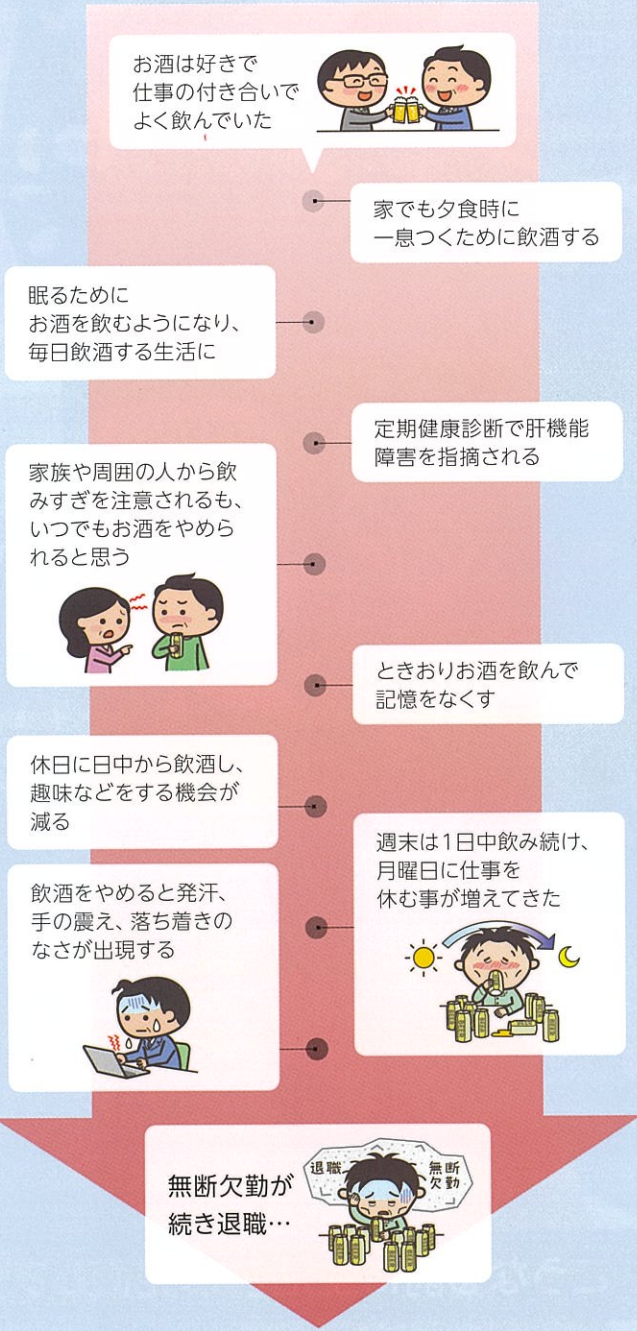 お酒は好きで
仕事の付き合いで
よく飲んでいた
家でも夕食時に
一息つくために飲酒する
眠るために
お酒を飲むようになり、
毎日飲酒する生活に
定期健康診断で肝機能
障害を指摘される
家族や周囲の人から飲
みすぎを注意されるも、
いつでもお酒をやめら
れると思う
ときおりお酒を飲んで
記憶をなくす
休日に日中から飲酒し、
趣味などをする機会が
減る
週末は1日中飲み続け、
月曜日に仕事を
休む事が増えてきた
飲酒をやめると発汗、
手の震え、落ち着きの
なさが出現する
無断欠勤が
続き退職…
退職
無断
欠勤